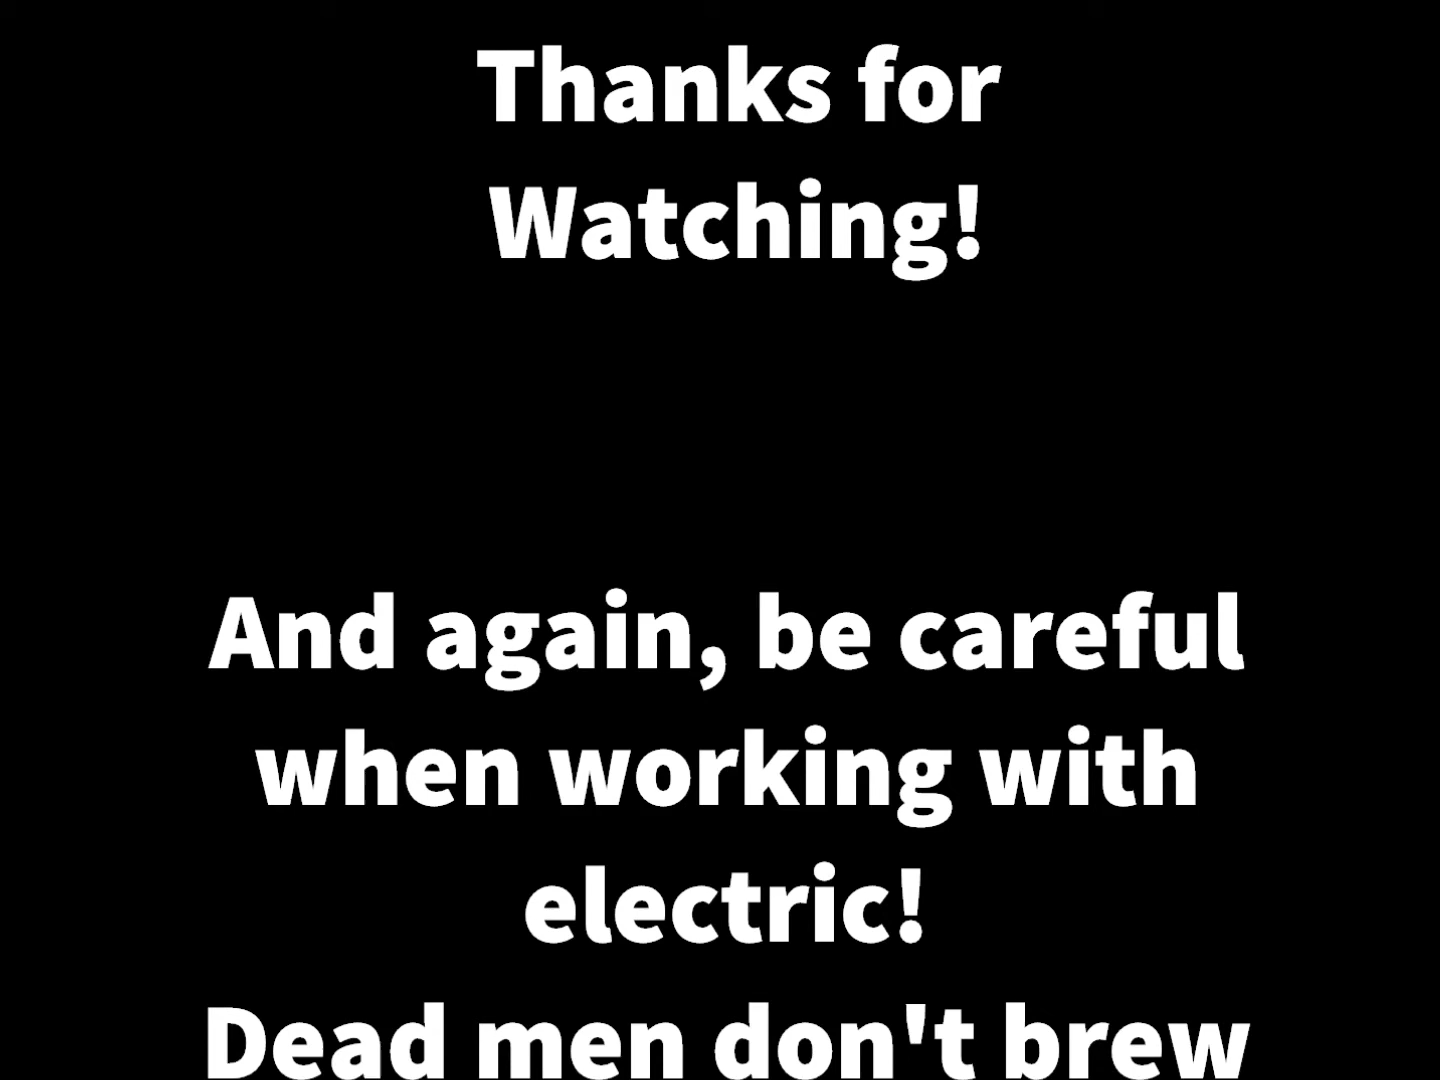 Thanks for
Watching!
And again, be careful
when working with
electric!
Dead men don't brew